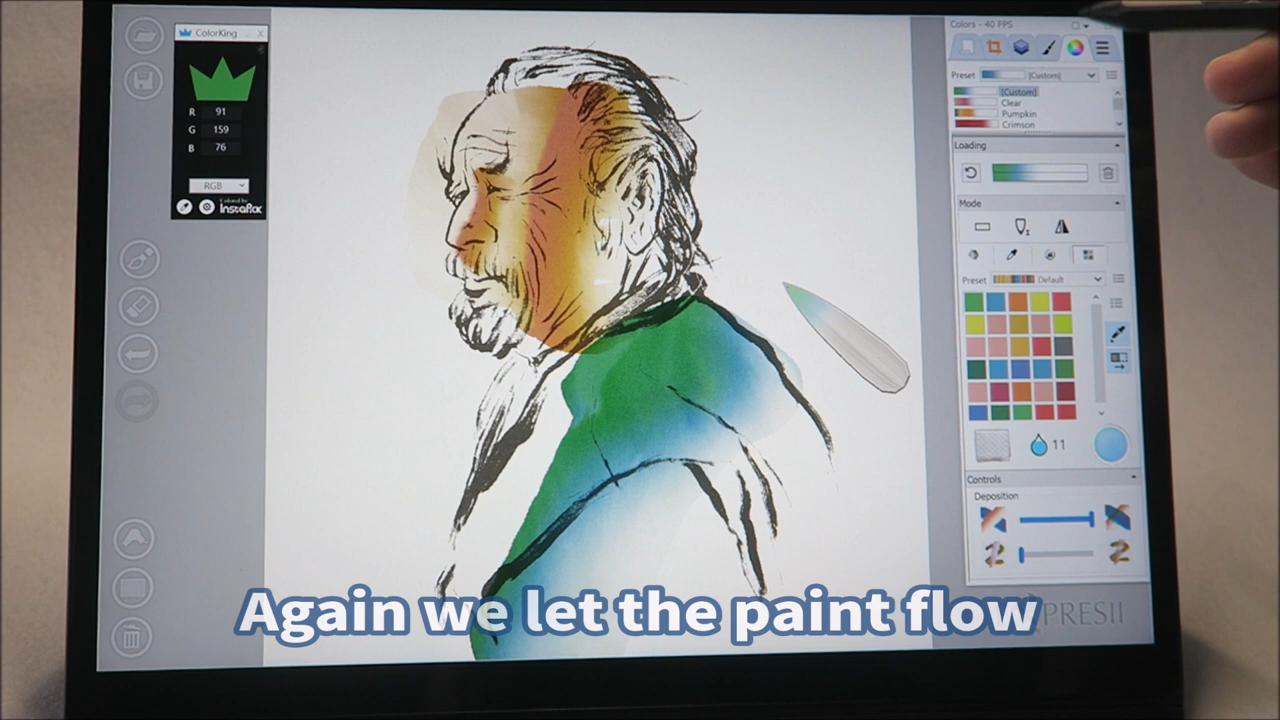 ColorKing
X
R 91
G 159
B 76
RGB
Colored by
Instaflox
Colors - 40 FPS
Preset [Custom]
[Custom]
Clear
Pumpkin
Crimson
Loading
Mode
Preset Default
11
Controls
Deposition
PRESII
Again we let the paint flow